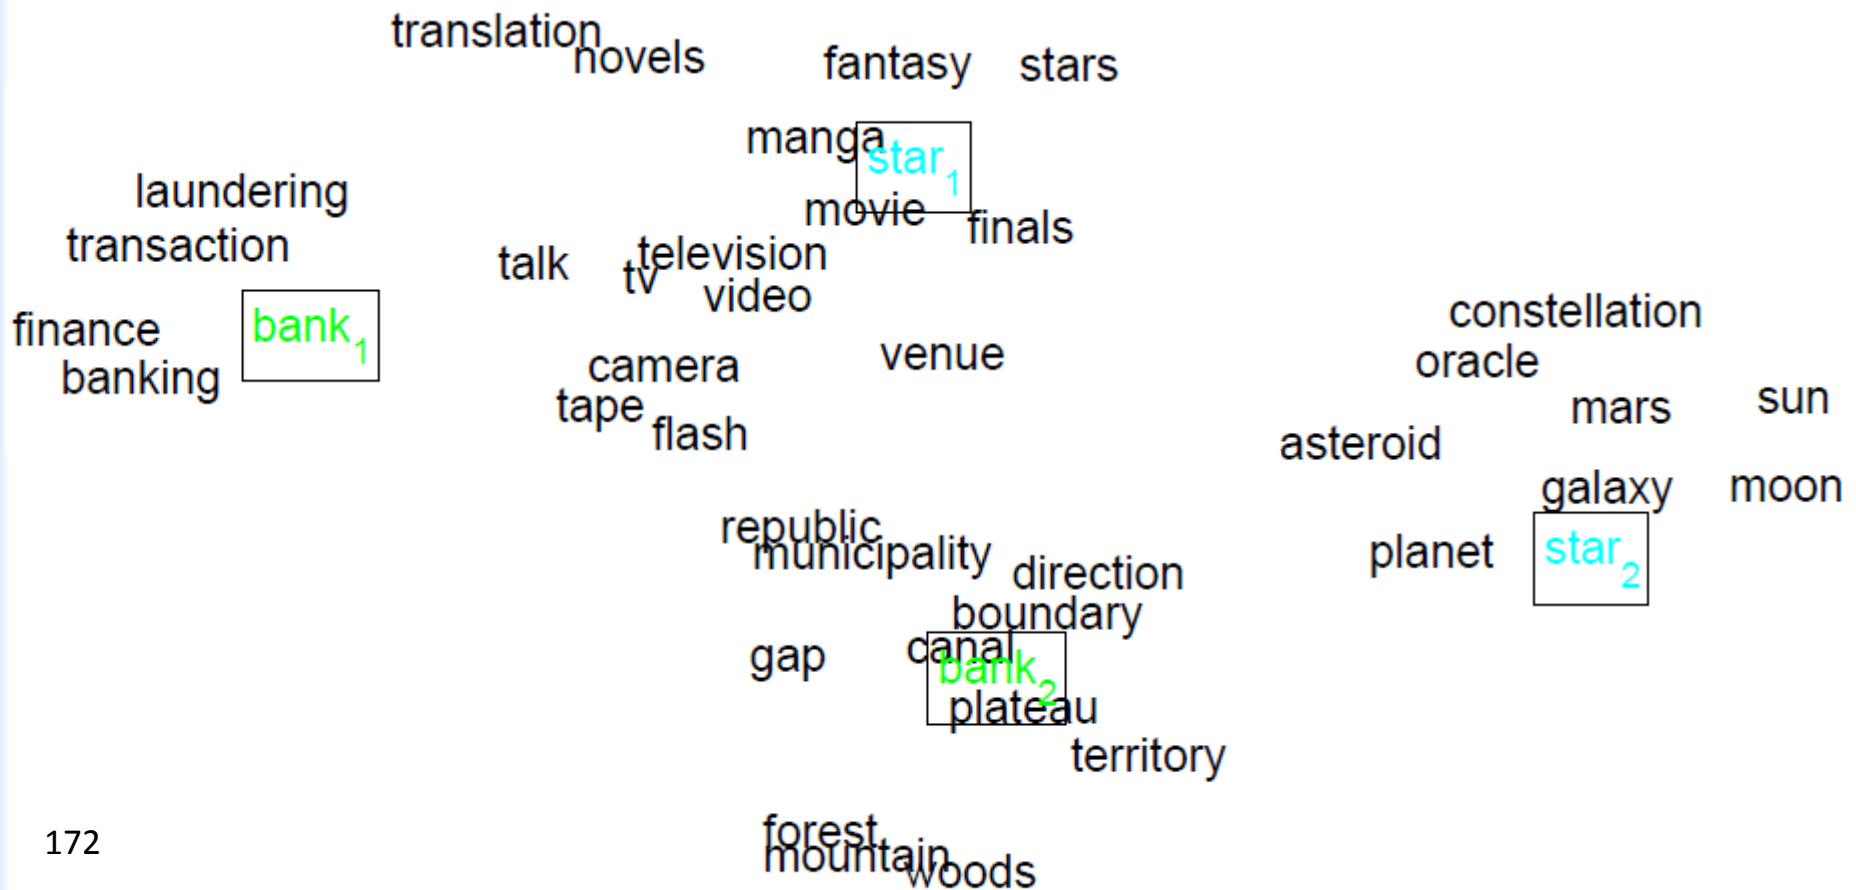 translation
novels
fantasy
stars
manga
star1
laundering
movie
finals
transaction
talk
television
tv
video
constellation
finance
bank1
venue
oracle
banking
camera
tape
flash
mars
sun
asteroid
galaxy
moon
republic
municipality
direction
planet
star2
boundary
gap
canal
bank2
plateau
territory
forest
mountain
woods
172